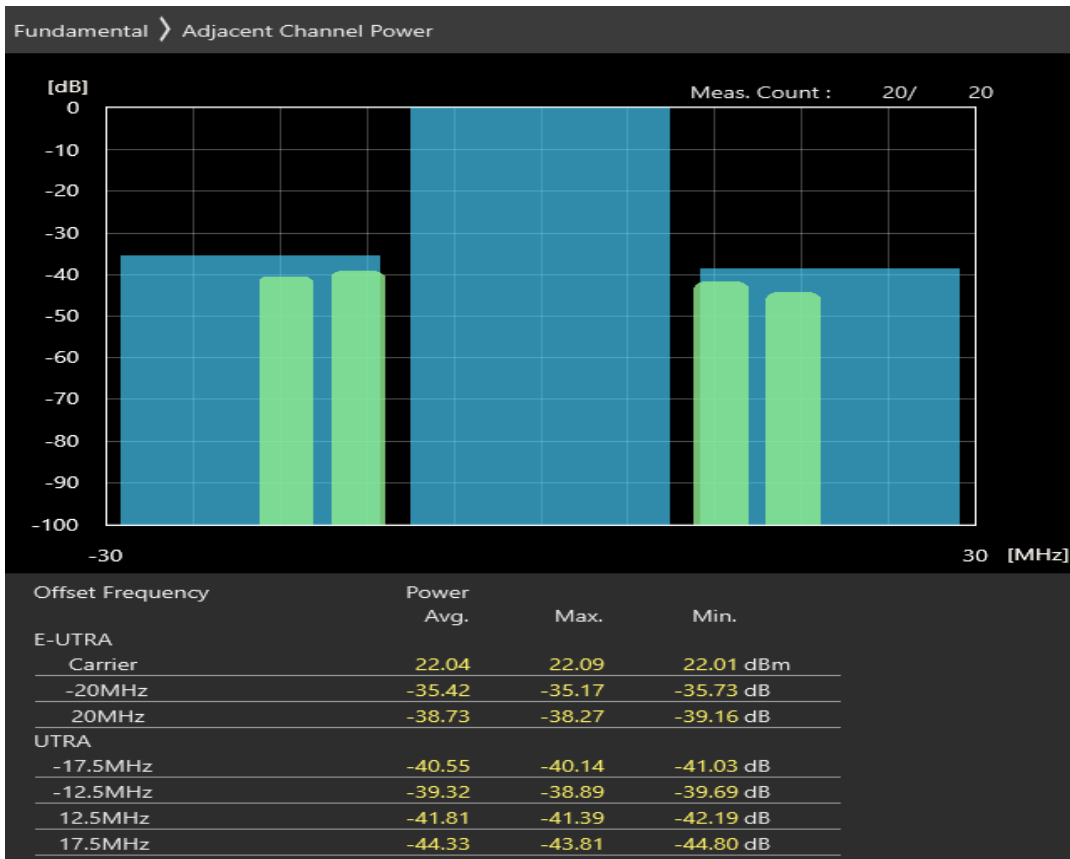 Fundamental 〉 Adjacent Channel Power
[dB]
Meas. Count : 20/ 20
0
-10
-20
-30
-40
-50
-60
-70
-80
-90
-100
-30 30 [MHz]
Offset Frequency Power
Avg. Max. Min.
E-UTRA
Carrier 22.04 22.09 22.01 dBm
-20MHz -35.42 -35.17 -35.73 dB
20MHz -38.73 -38.27 -39.16 dB
UTRA
-17.5MHz -40.55 -40.14 -41.03 dB
-12.5MHz -39.32 -38.89 -39.69 dB
12.5MHz -41.81 -41.39 -42.19 dB
17.5MHz -44.33 -43.81 -44.80 dB